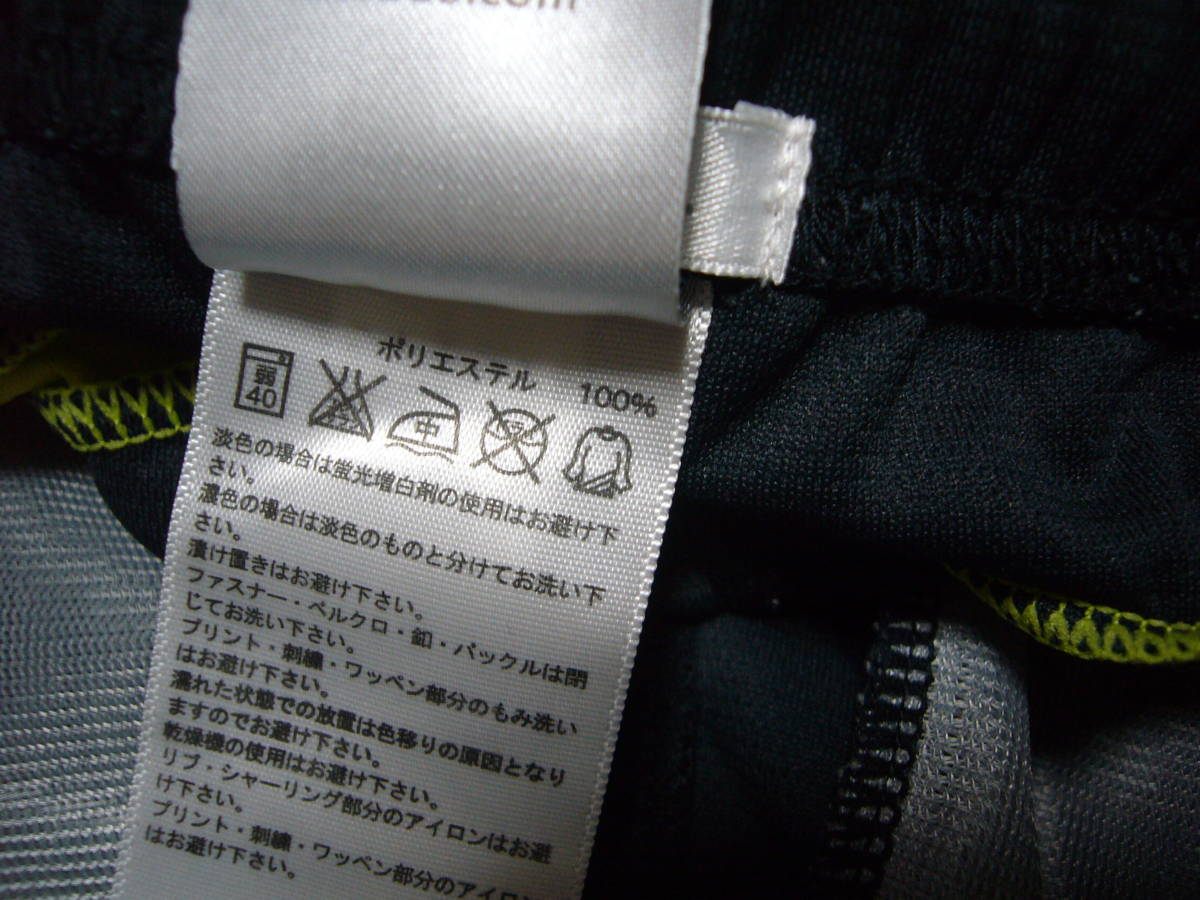 ポリエステル 100%
弱
40
中
淡色の場合は蛍光増白剤の使用はお避け下
さい。
濃色の場合は淡色のものと分けてお洗い下
さい。
漬け置きはお避け下さい。
ファスナー・ベルクロ・釦・バックルは閉
じてお洗い下さい。
プリント・刺繍・ワッペン部分のもみ洗い
はお避け下さい。
濡れた状態での放置は色移りの原因となり
ますのでお避け下さい。
乾燥機の使用はお避け下さい。
リブ・シャーリング部分のアイロンはお避
け下さい。
プリント・刺繍・ワッペン部分のアイロン
はお避け下さい。